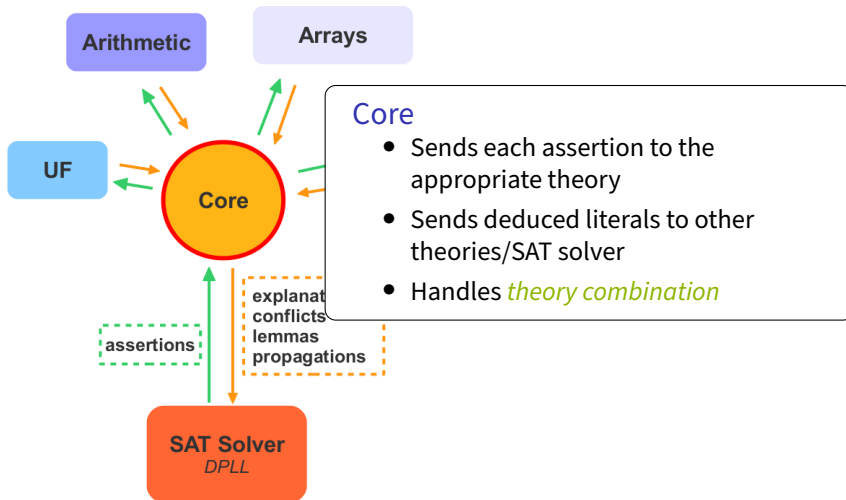 Arithmetic
Arrays
UF
Core
Core
• Sends each assertion to the
appropriate theory
• Sends deduced literals to other
theories/SAT solver
• Handles theory combination
assertions
conflicts
lemmas
propagations
SAT Solver
DPLL